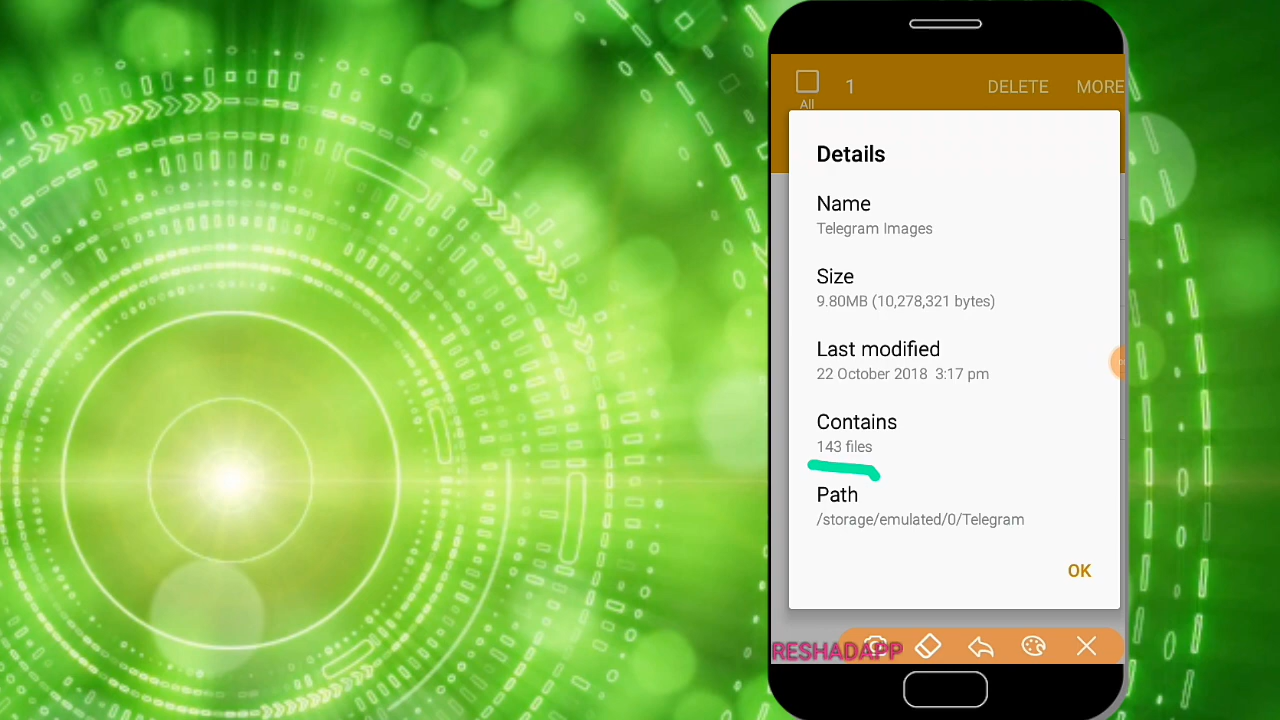 1
DELETE
MORE
All
Details
Name
Telegram Images
Size
9.80MB (10,278,321 bytes)
Last modified
22 October 2018 3:17 pm
Contains
143 files
Path
/storage/emulated/0/Telegram
OK
RESHADAPP